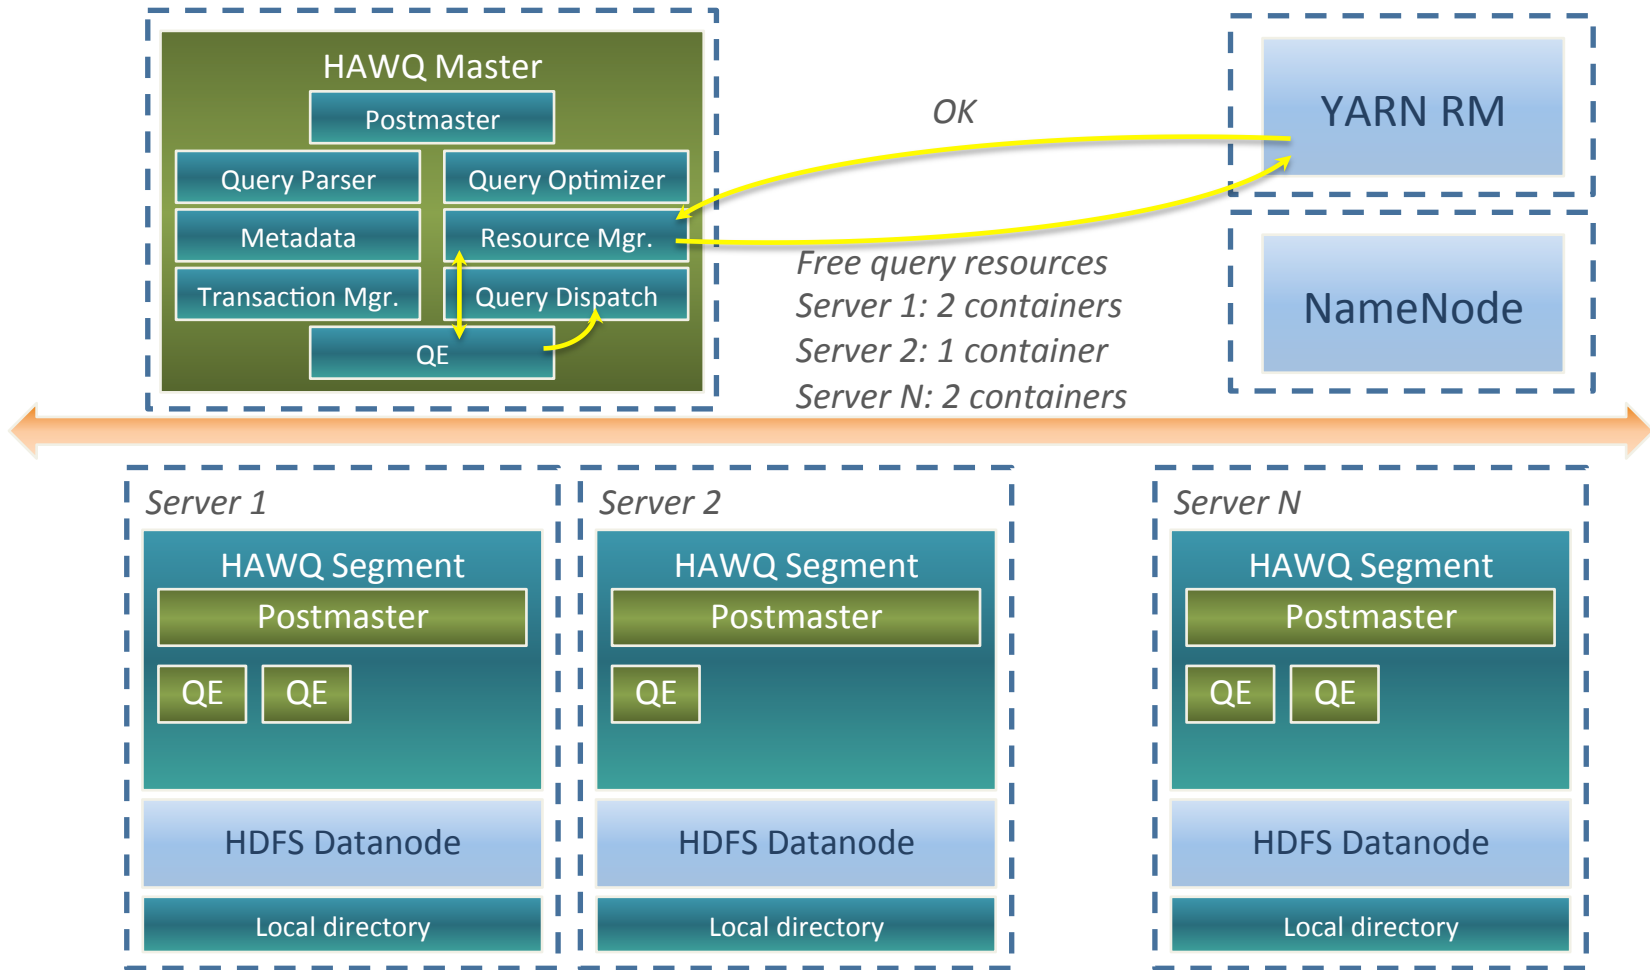 HAWQ Master
Postmaster
Query Parser
Query Optimizer
Metadata
Resource Mgr.
Transaction Mgr.
Query Dispatch
QE
OK
Free query resources
Server 1: 2 containers
Server 2: 1 container
Server N: 2 containers
YARN RM
NameNode
Server 1
HAWQ Segment
Postmaster
QE
QE
HDFS Datanode
Local directory
Server 2
HAWQ Segment
Postmaster
QE
HDFS Datanode
Local directory
Server N
HAWQ Segment
Postmaster
QE
QE
HDFS Datanode
Local directory